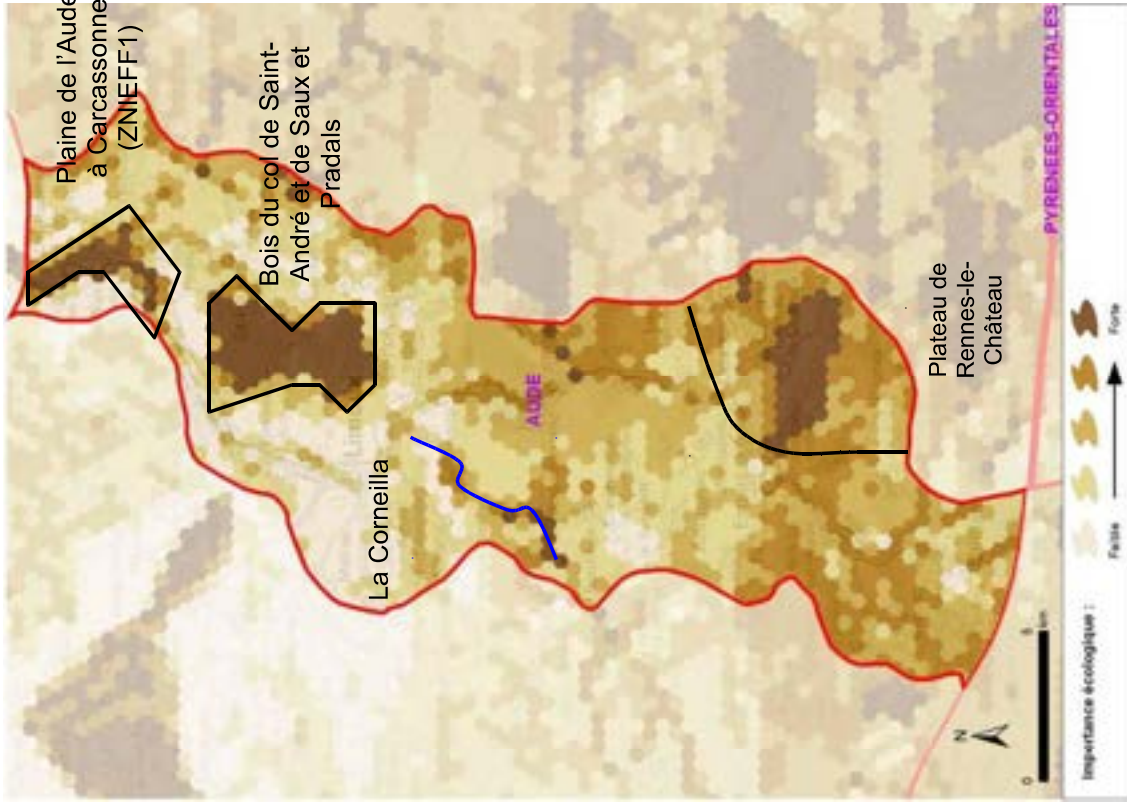 Plaine de l’Aude
à Carcassonne
(ZNIEFF1)
Bois du col de Saint-
André et de Saux et
Pradals
La Corneilla
AUDE
Plateau de
Rennes-le-
Château
PYRENEES-ORIENTALES
N
0
5
km
Importance écologique :
Faible
Forte